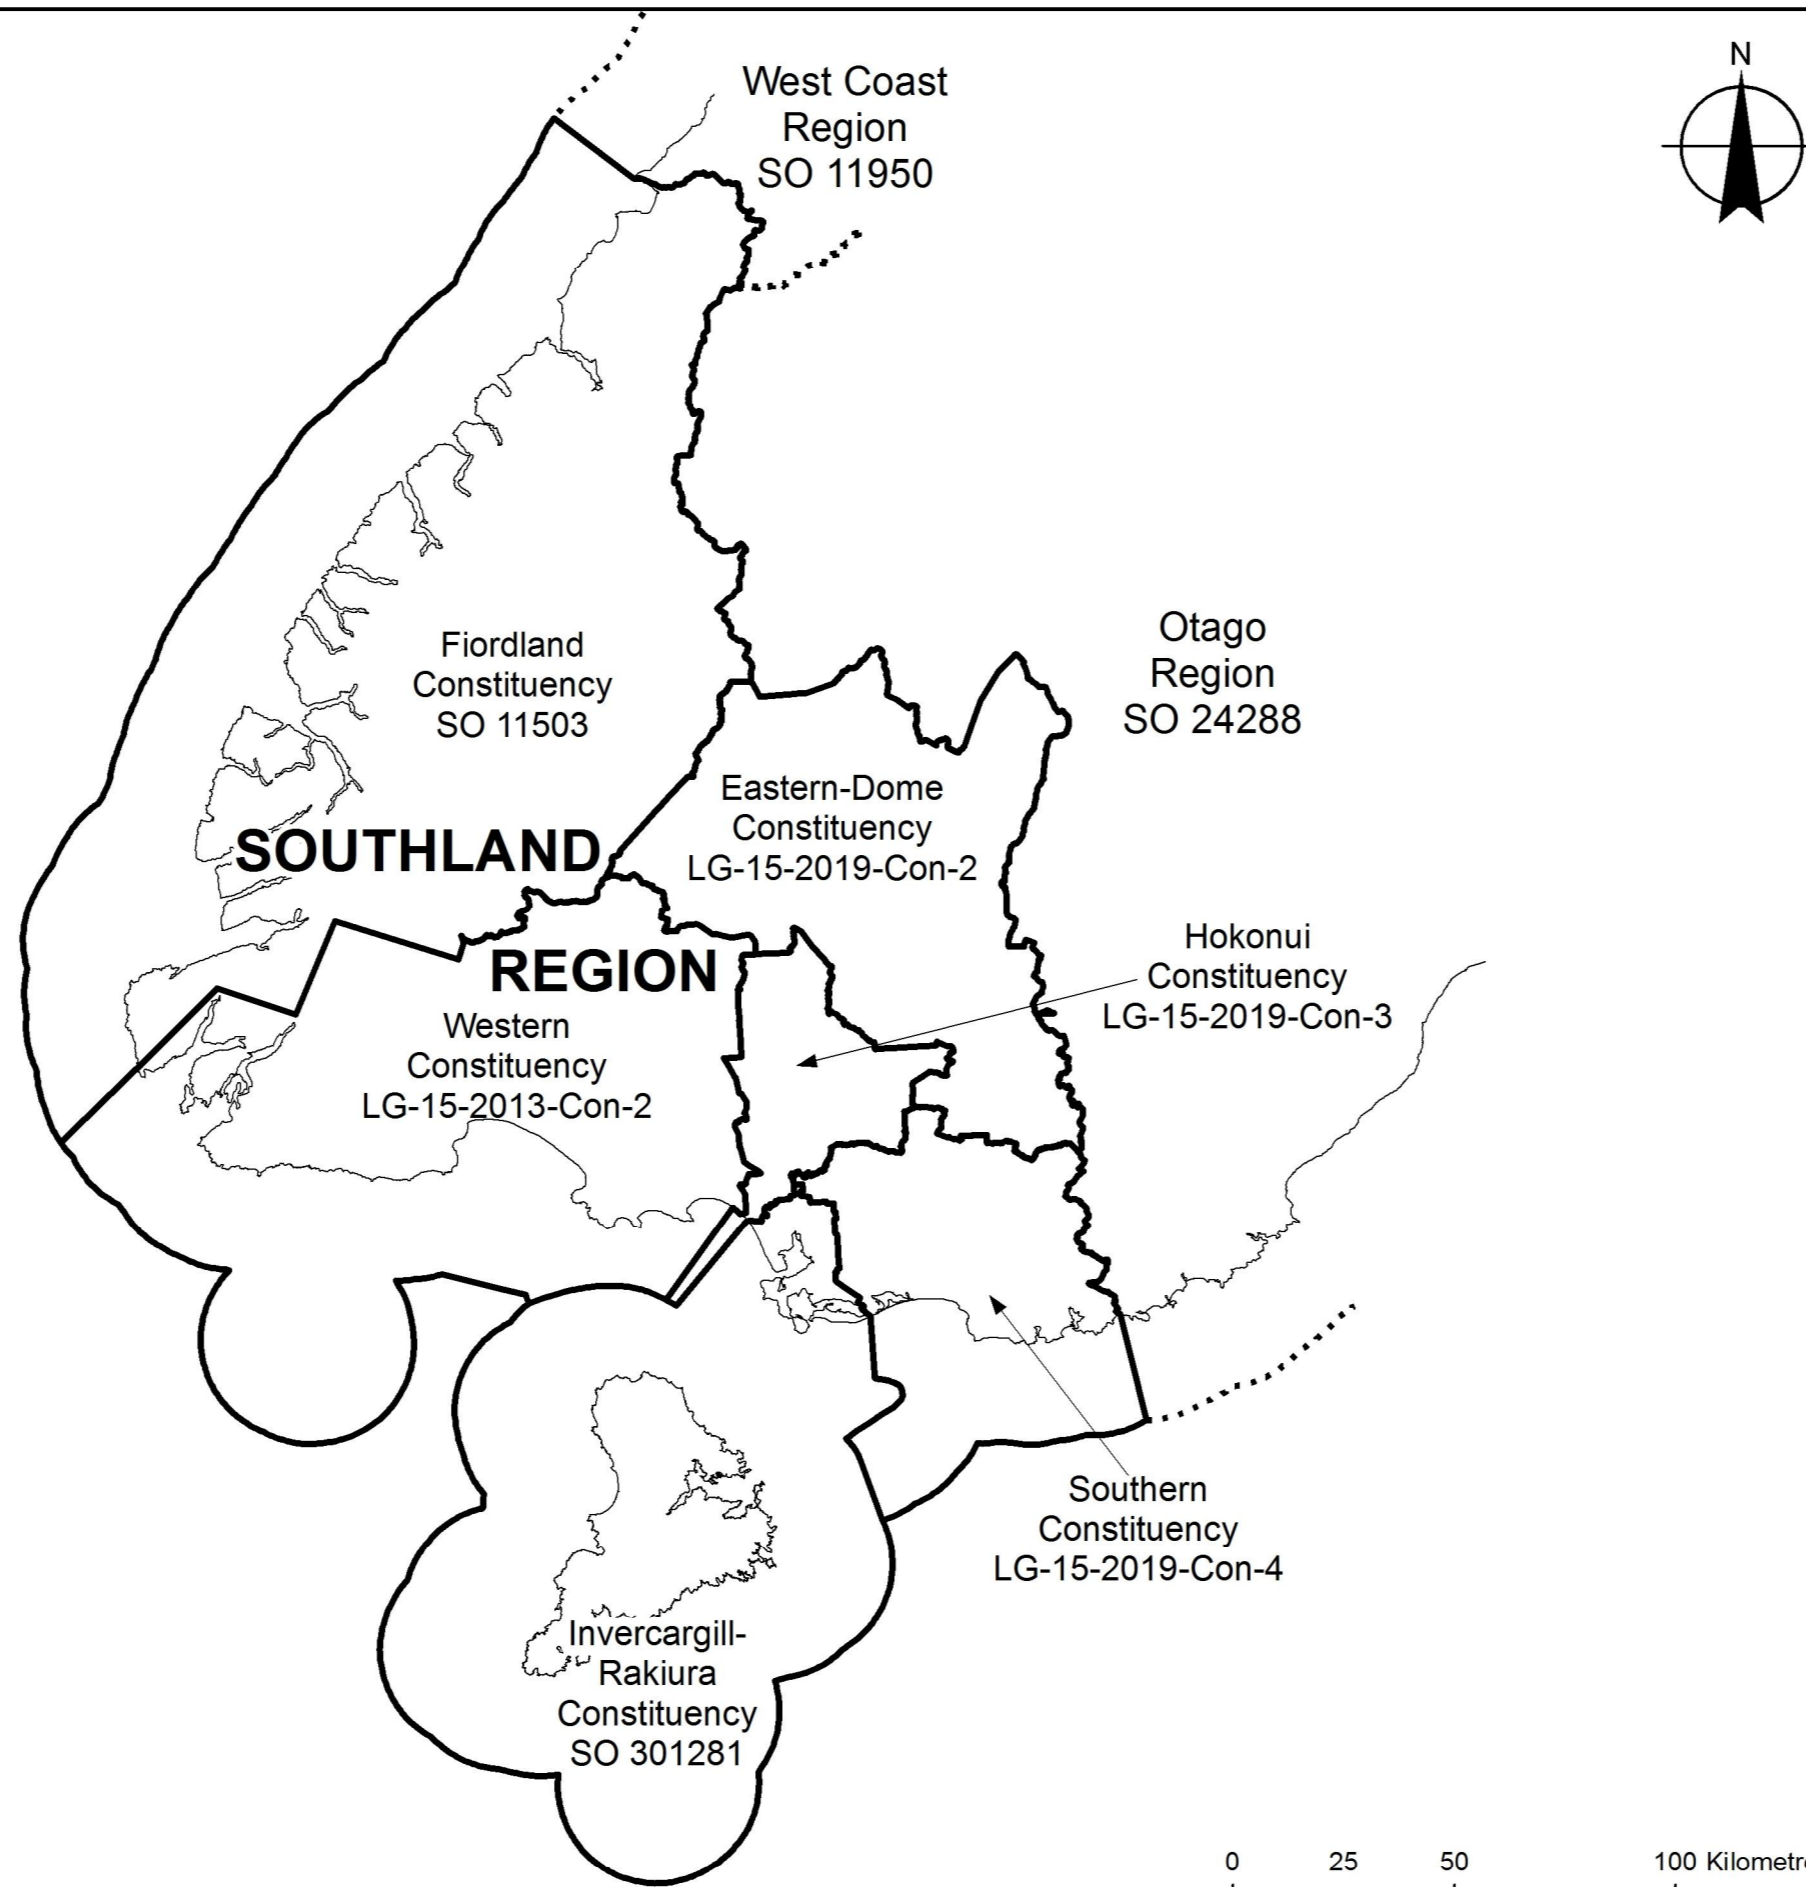 N
West Coast
Region
SO 11950
Otago
Region
SO 24288
Fiordland
Constituency
SO 11503
Eastern-Dome
Constituency
LG-15-2019-Con-2
SOUTHLAND
REGION
Hokonui
Constituency
LG-15-2019-Con-3
Western
Constituency
LG-15-2013-Con-2
Southern
Constituency
LG-15-2019-Con-4
Invercargill-
Rakiura
Constituency
SO 301281
0 25 50 100 Kilometre